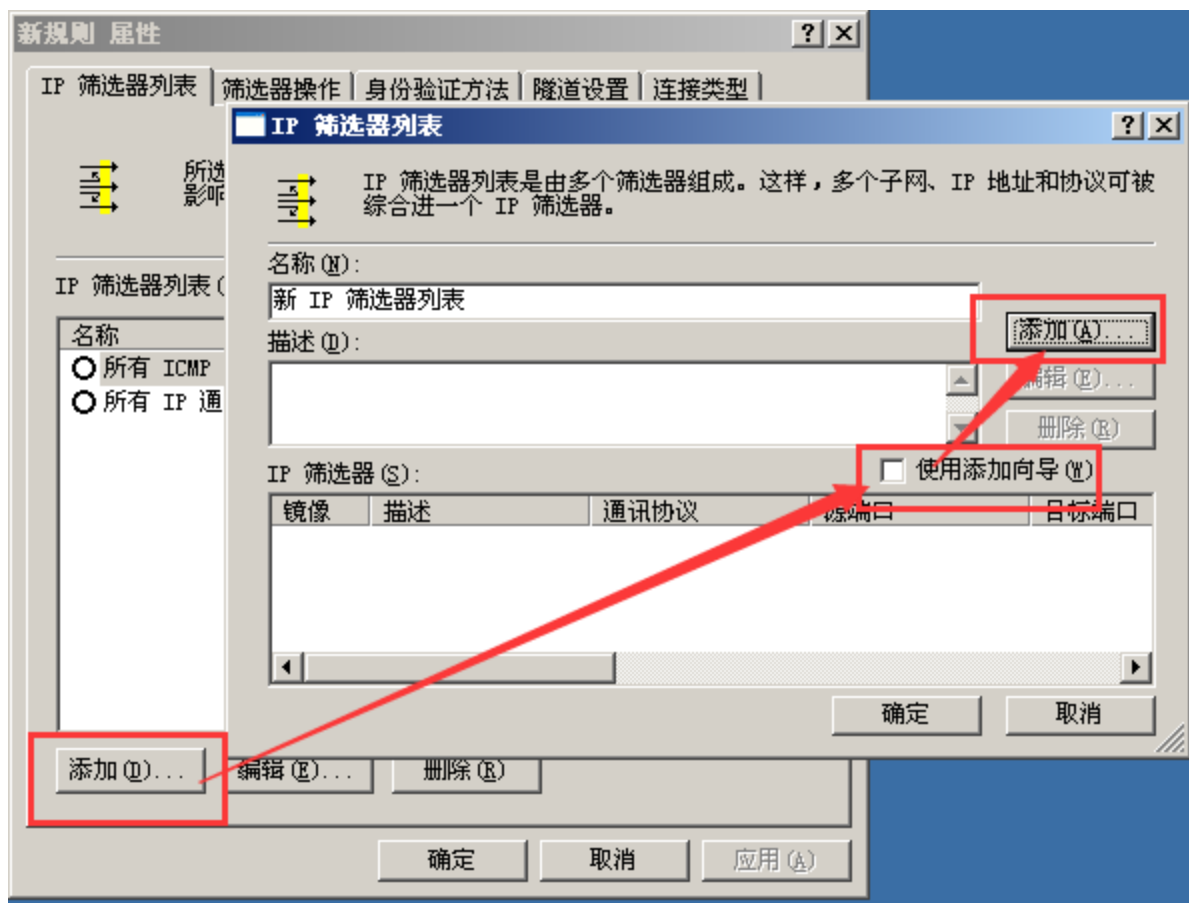 新规则 属性
IP 筛选器列表
筛选器操作
身份验证方法
隧道设置
连接类型
所选
影响
IP 筛选器列表(
名称
所有 ICMP
所有 IP 通
添加(D)...
编辑(E)...
删除(R)
确定
取消
应用(A)
IP 筛选器列表
IP 筛选器列表是由多个筛选器组成。这样，多个子网、IP 地址和协议可被
综合进一个 IP 筛选器。
名称(N):
新 IP 筛选器列表
添加(A)...
描述(D):
编辑(E)...
删除(R)
IP 筛选器(S):
使用添加向导(W)
镜像
描述
通讯协议
源端口
目标端口
确定
取消